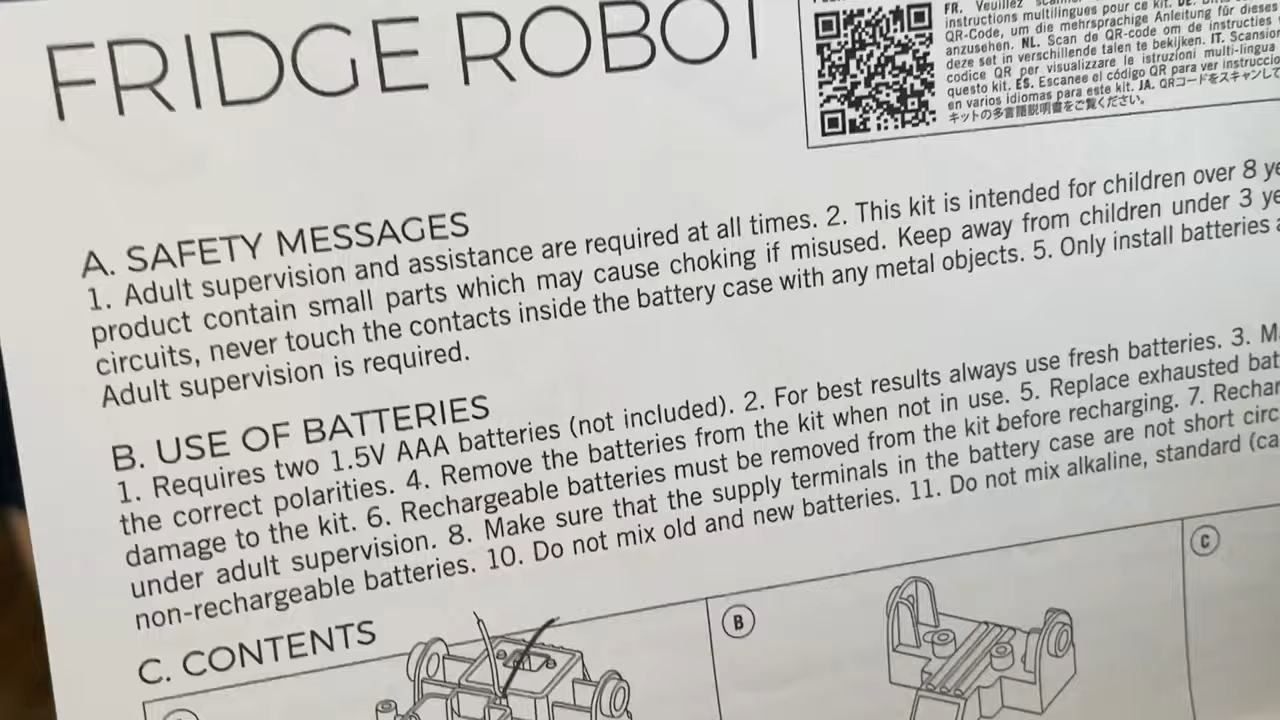 FRIDGE ROBOT
FR. Veuillez scanner
instructions multilingues pour ce kit. DE.
QR-Code, um die mehrsprachige Anleitung für dieses
anzusehen. NL. Scan de QR-code om de instructies
deze set in verschillende talen te bekijken. IT. Scansion
codice QR per visualizzare le istruzioni multi-lingua
questo kit. ES. Escanee el código QR para ver instruccio
en varios idiomas para este kit. JA. QRコードをスキャンして
キットの多言語説明書をご覧ください。
A. SAFETY MESSAGES
1. Adult supervision and assistance are required at all times. 2. This kit is intended for children over 8 ye
product contain small parts which may cause choking if misused. Keep away from children under 3 ye
circuits, never touch the contacts inside the battery case with any metal objects. 5. Only install batteries a
Adult supervision is required.
B. USE OF BATTERIES
1. Requires two 1.5V AAA batteries (not included). 2. For best results always use fresh batteries. 3. M
the correct polarities. 4. Remove the batteries from the kit when not in use. 5. Replace exhausted bat
damage to the kit. 6. Rechargeable batteries must be removed from the kit before recharging. 7. Rechar
under adult supervision. 8. Make sure that the supply terminals in the battery case are not short circ
non-rechargeable batteries. 10. Do not mix old and new batteries. 11. Do not mix alkaline, standard (ca
C. CONTENTS
B
C